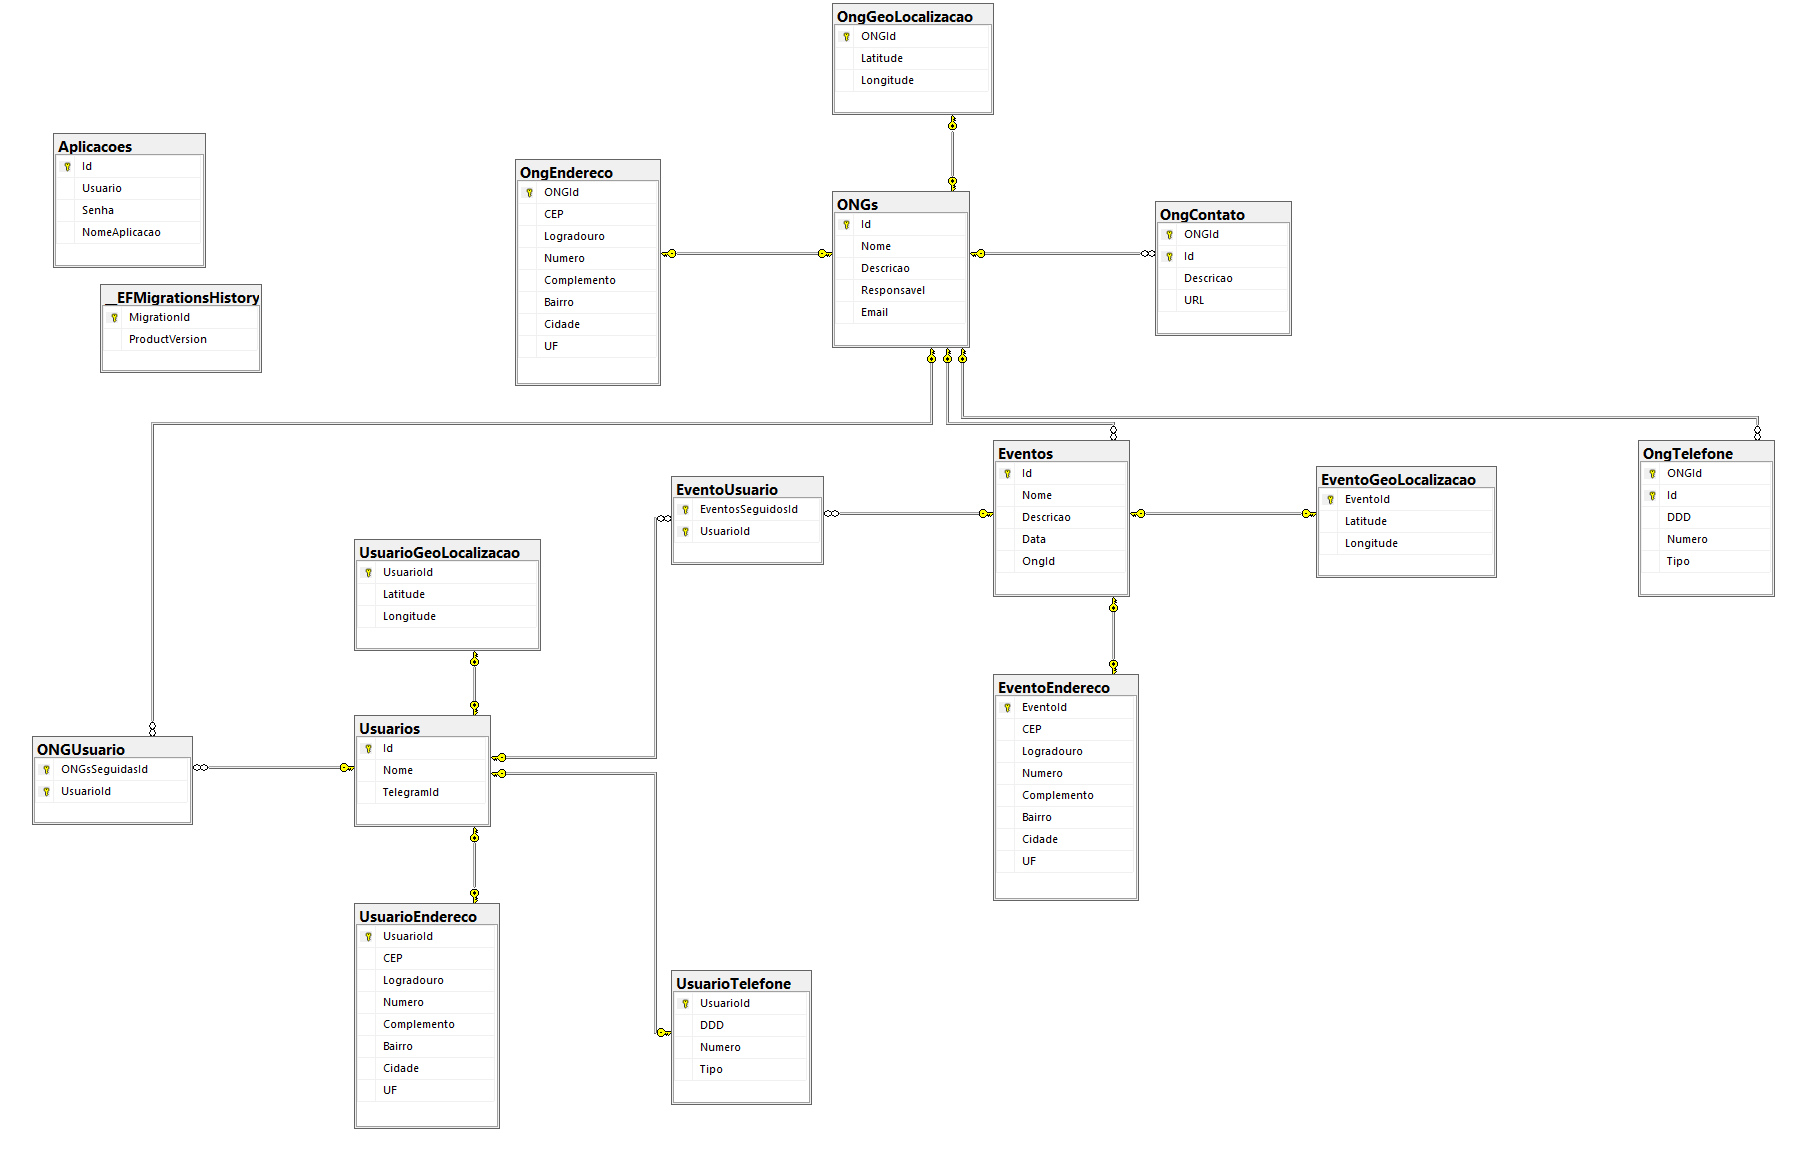 OngGeoLocalizacao
ONGId
Latitude
Longitude
Aplicacoes
Id
Usuario
Senha
NomeAplicacao
__EFMigrationsHistory
MigrationId
ProductVersion
OngEndereco
ONGId
CEP
Logradouro
Numero
Complemento
Bairro
Cidade
UF
ONGs
Id
Nome
Descricao
Responsavel
Email
OngContato
ONGId
Id
Descricao
URL
Eventos
Id
Nome
Descricao
Data
OngId
EventoGeoLocalizacao
EventoId
Latitude
Longitude
OngTelefone
ONGId
Id
DDD
Numero
Tipo
EventoUsuario
EventosSeguidosId
UsuarioId
UsuarioGeoLocalizacao
UsuarioId
Latitude
Longitude
EventoEndereco
EventoId
CEP
Logradouro
Numero
Complemento
Bairro
Cidade
UF
ONGUsuario
ONGsSeguidasId
UsuarioId
Usuarios
Id
Nome
TelegramId
UsuarioEndereco
UsuarioId
CEP
Logradouro
Numero
Complemento
Bairro
Cidade
UF
UsuarioTelefone
UsuarioId
DDD
Numero
Tipo